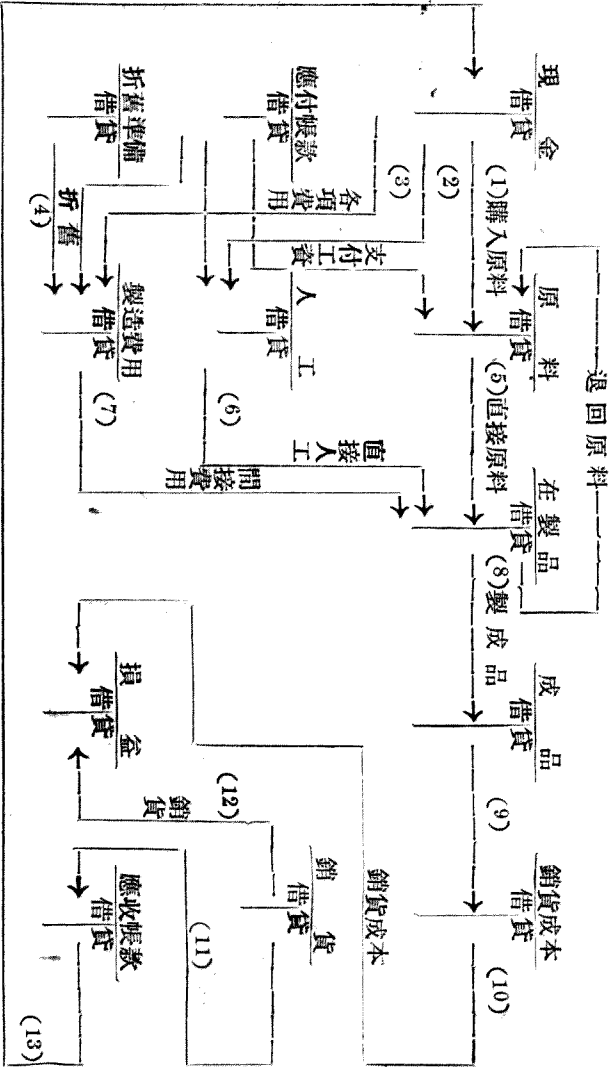 現金
借貸
(1)購入原料
(2)
(3)
應付帳款
借貸
各項費用
支付工資
折舊準備
借貸
(4)
折舊
退回原料
原料
借貸
人工
借貸
製造費用
借貸
(5)直接原料
(6)
直接人工
(7)
間接費用
在製品
借貸
(8)製成品
成品
借貸
(9)
銷貨成本
借貸
(10)
銷貨成本
損益
借貸
(12)
銷貨
銷貨
借貸
(11)
應收帳款
借貸
(13)